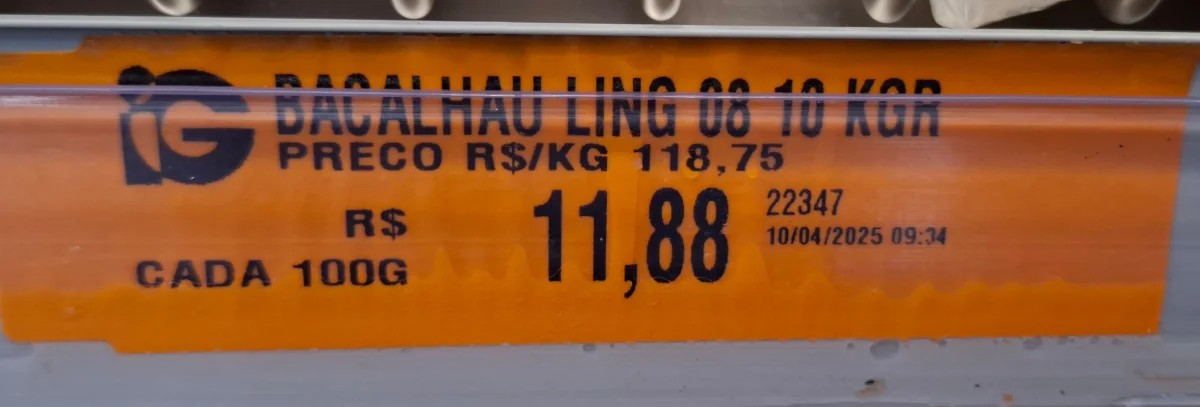 iG
BACALHAU LING 08 10 KGR
PRECO R$/KG 118,75
R$ 11,88 22347
10/04/2025 09:34
CADA 100G